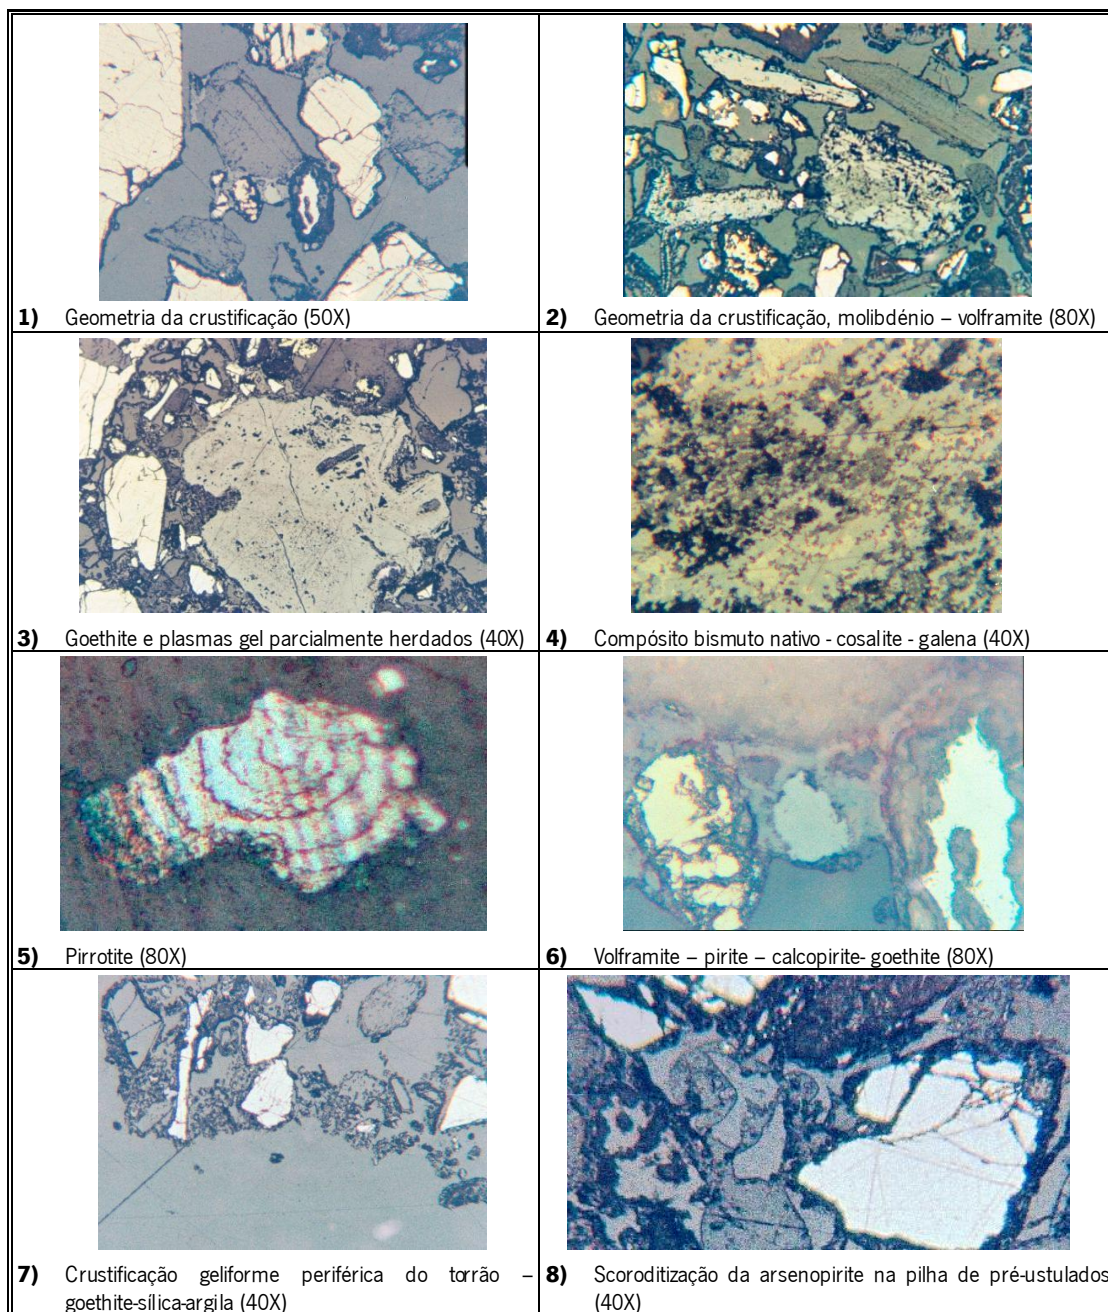 1) Geometria da crustificação (50X)
2) Geometria da crustificação, molibdénio – volframite (80X)
3) Goethite e plasmas gel parcialmente herdados (40X)
4) Compósito bismuto nativo - cosalite - galena (40X)
5) Pirrotite (80X)
6) Volframite – pirite – calcopirite- goethite (80X)
7) Crustificação geliforme periférica do torrão –
goethite-sílica-argila (40X)
8) Scoroditização da arsenopirite na pilha de pré-ustulados
(40X)